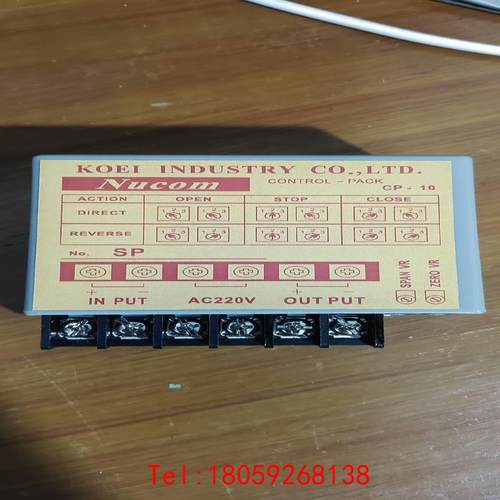 KOEI INDUSTRY CO.,LTD.
Nucom CONTROL-PACK CP-10
ACTION OPEN STOP CLOSE
DIRECT
REVERSE
No. SP
+ − − +
IN PUT AC220V OUT PUT
SPAN VR
ZERO VR
Tel:18059268138